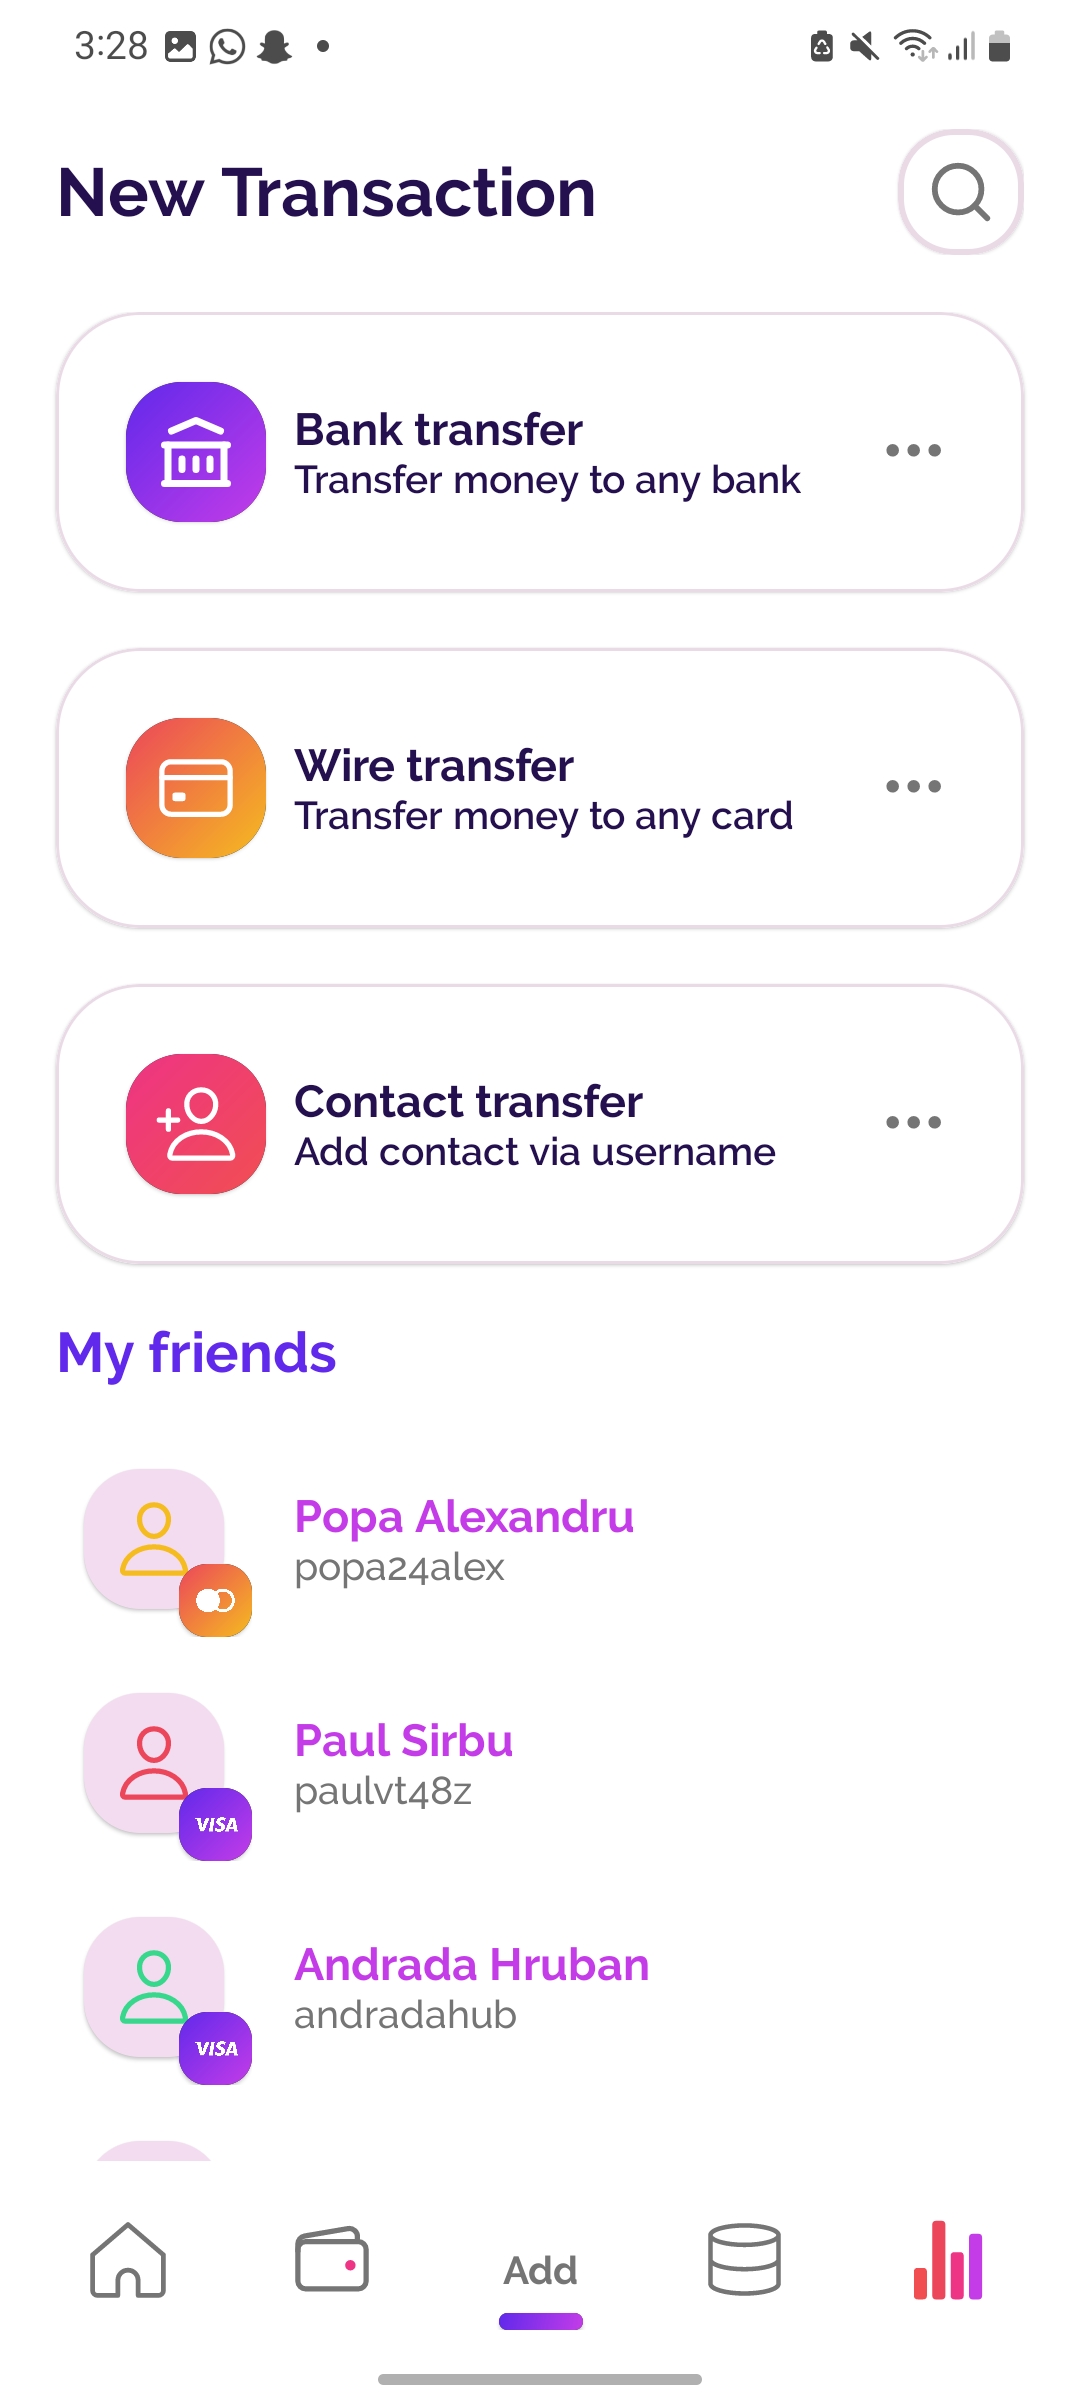 3:28
New Transaction
Bank transfer
Transfer money to any bank
Wire transfer
Transfer money to any card
Contact transfer
Add contact via username
My friends
Popa Alexandru
popa24alex
Paul Sirbu
paulvt48z
VISA
Andrada Hruban
andradahub
VISA
Add